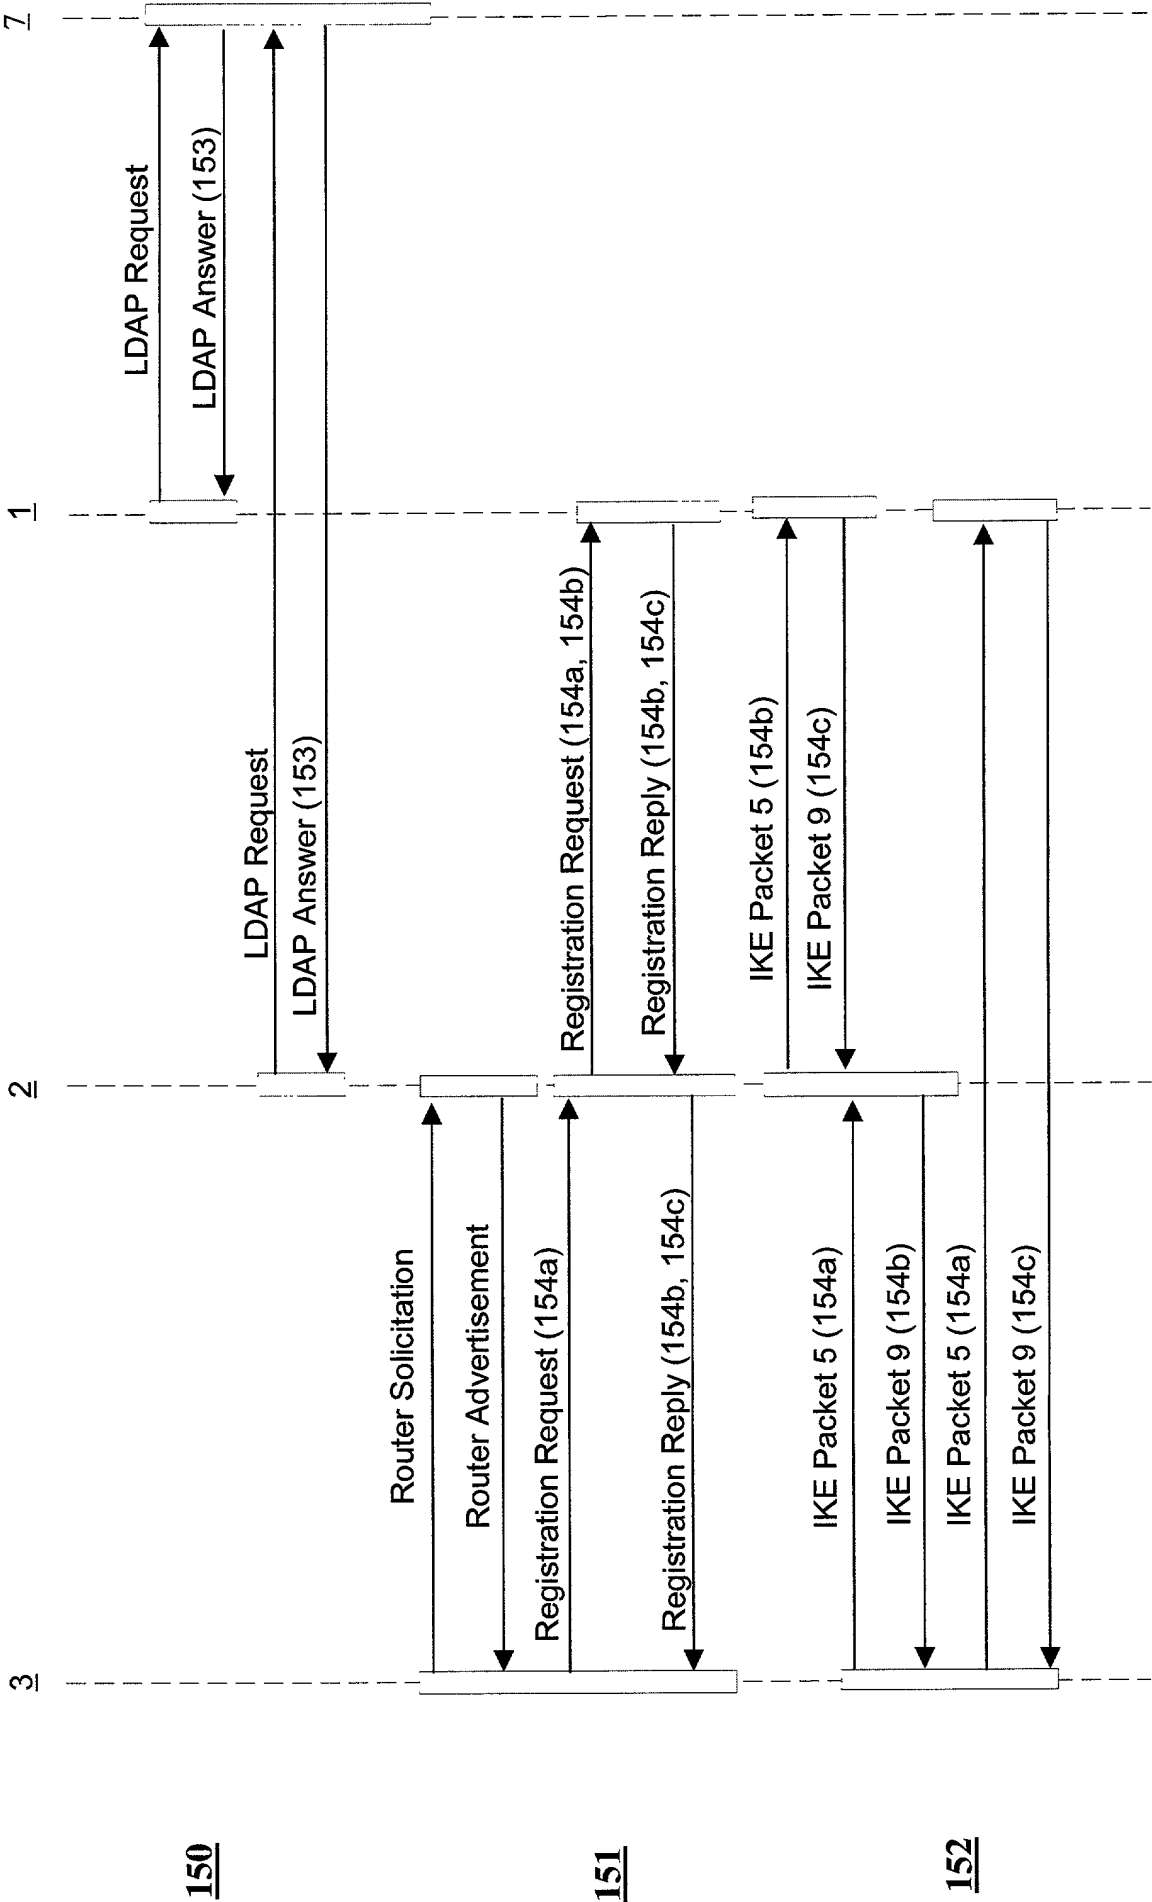 3
2
1
7
150
LDAP Request
LDAP Answer (153)
LDAP Request
LDAP Answer (153)
Router Solicitation
Router Advertisement
151
Registration Request (154a)
Registration Request (154a, 154b)
Registration Reply (154b, 154c)
Registration Reply (154b, 154c)
152
IKE Packet 5 (154b)
IKE Packet 9 (154c)
IKE Packet 5 (154a)
IKE Packet 9 (154b)
IKE Packet 5 (154a)
IKE Packet 9 (154c)